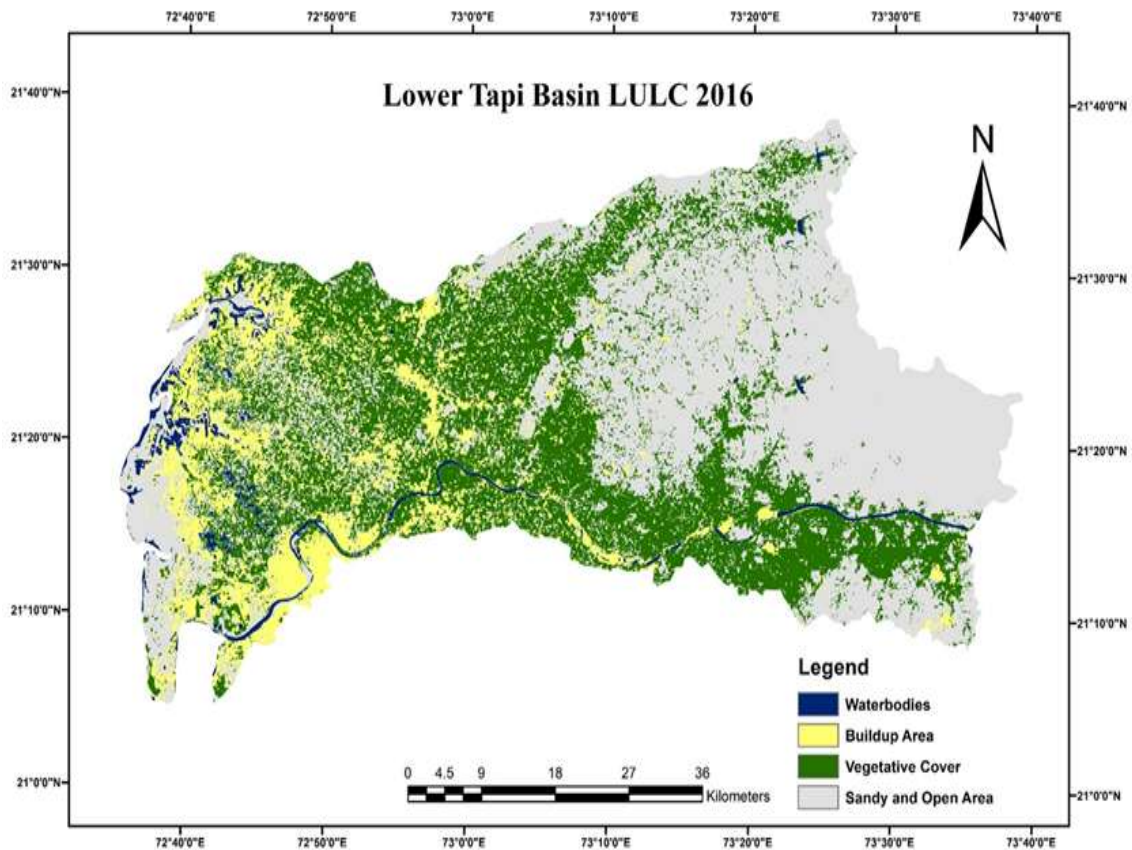 72°40'0"E 72°50'0"E 73°0'0"E 73°10'0"E 73°20'0"E 73°30'0"E 73°40'0"E
Lower Tapi Basin LULC 2016
21°40'0"N 21°40'0"N
N
21°30'0"N 21°30'0"N
21°20'0"N 21°20'0"N
21°10'0"N 21°10'0"N
Legend
Waterbodies
Buildup Area
Vegetative Cover
Sandy and Open Area
0 4.5 9 18 27 36
Kilometers
21°0'0"N 21°0'0"N
72°40'0"E 72°50'0"E 73°0'0"E 73°10'0"E 73°20'0"E 73°30'0"E 73°40'0"E